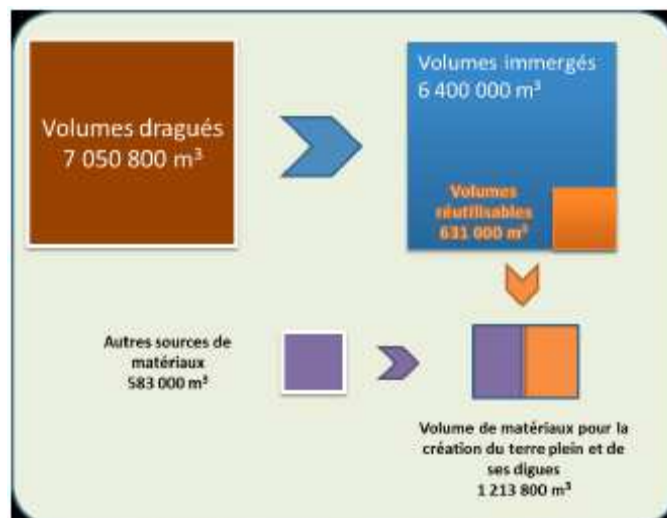 Volumes dragués
7 050 800 m³
Volumes immergés
6 400 000 m³
Volumes
réutilisables
631 000 m³
Autres sources de
matériaux
583 000 m³
Volume de matériaux pour la
création du terre plein et de
ses digues
1 213 800 m³